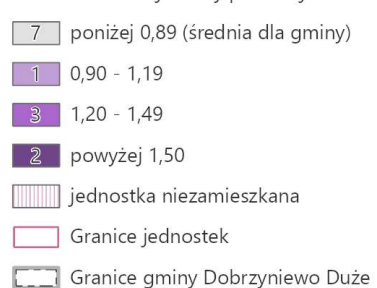 7 poniżej 0,89 (średnia dla gminy)
1 0,90 - 1,19
3 1,20 - 1,49
2 powyżej 1,50
jednostka niezamieszkana
Granice jednostek
Granice gminy Dobrzyniewo Duże